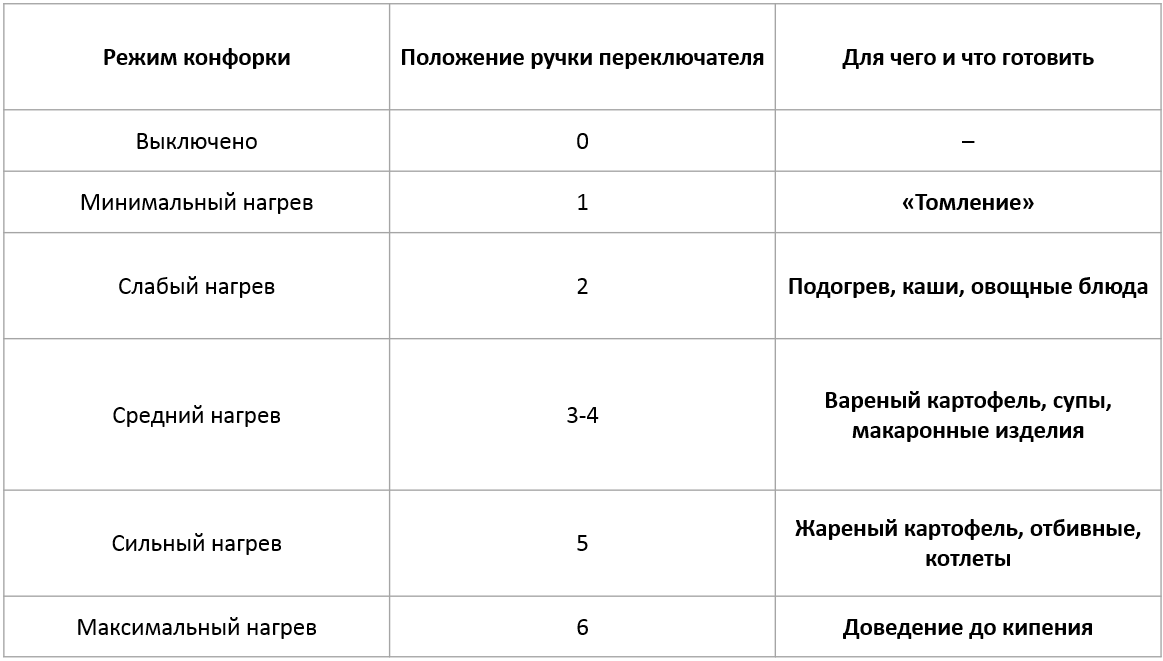 Режим конфорки
Положение ручки переключателя
Для чего и что готовить
Выключено
0
–
Минимальный нагрев
1
«Томление»
Слабый нагрев
2
Подогрев, каши, овощные блюда
Средний нагрев
3-4
Вареный картофель, супы,
макаронные изделия
Сильный нагрев
5
Жареный картофель, отбивные,
котлеты
Максимальный нагрев
6
Доведение до кипения